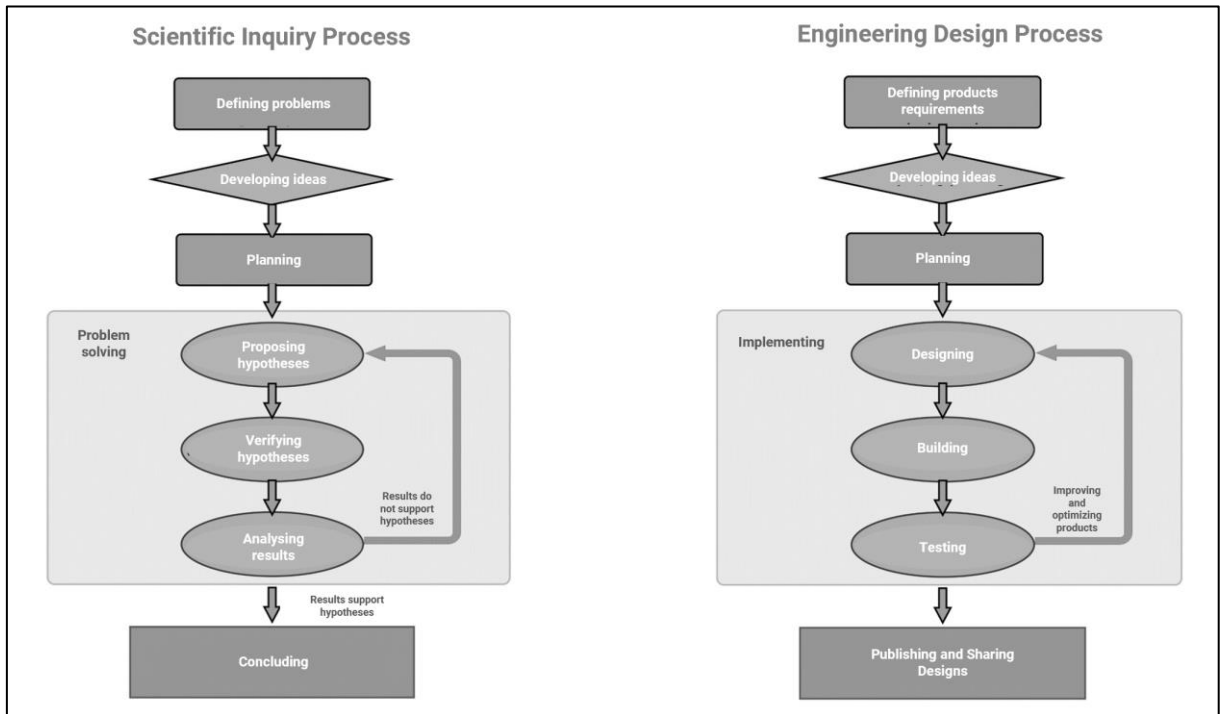 Scientific Inquiry Process
Defining problems
Developing ideas
Planning
Problem
solving
Proposing
hypotheses
Verifying
hypotheses
Results do
not support
hypotheses
Analysing
results
Results support
hypotheses
Concluding
Engineering Design Process
Defining products
requirements
Developing ideas
Planning
Implementing
Designing
Building
Improving
and
optimizing
products
Testing
Publishing and Sharing
Designs